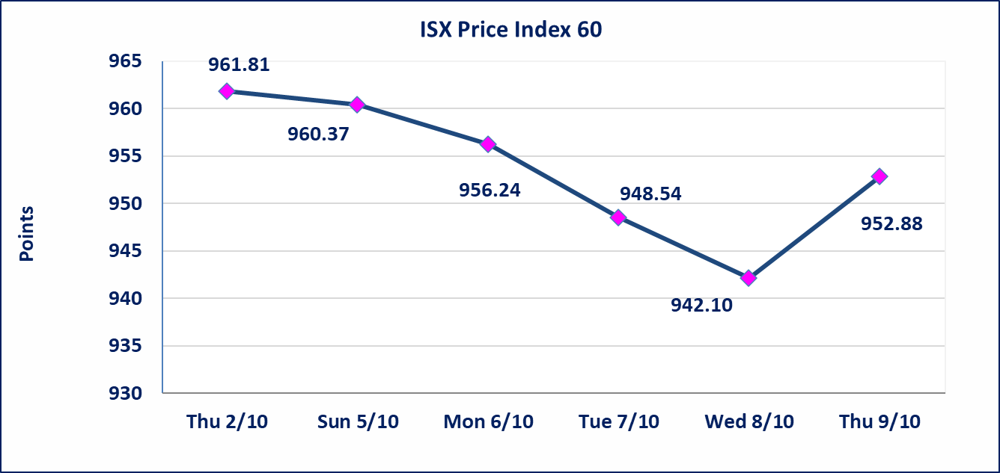 ISX Price Index 60
965
960
955
950
945
940
935
930
Points
961.81
960.37
956.24
948.54
942.10
952.88
Thu 2/10
Sun 5/10
Mon 6/10
Tue 7/10
Wed 8/10
Thu 9/10